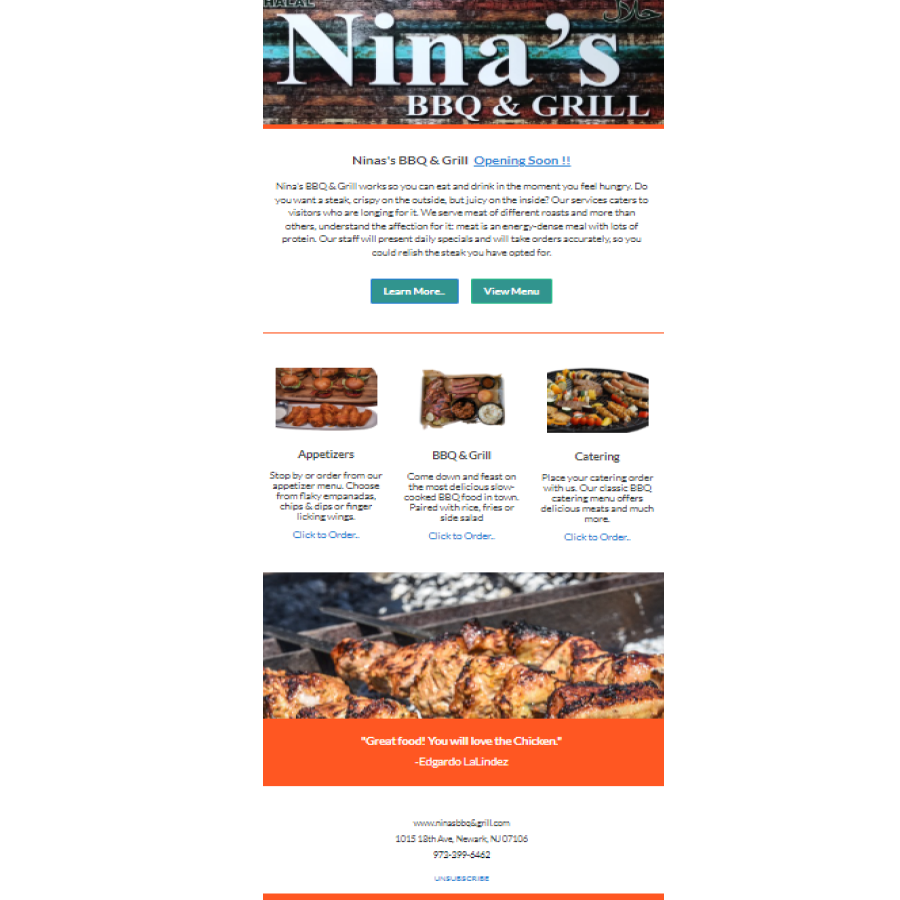 HALAL
حلال
Nina's
BBQ & GRILL
Ninas's BBQ & Grill Opening Soon !!
Nina's BBQ & Grill works so you can eat and drink in the moment you feel hungry. Do
you want a steak, crispy on the outside, but juicy on the inside? Our services caters to
visitors who are longing for it. We serve meat of different roasts and more than
others, understand the affection for it: meat is an energy-dense meal with lots of
protein. Our staff will present daily specials and will take orders accurately, so you
could relish the steak you have opted for.
Learn More.. View Menu
Appetizers
Stop by or order from our
appetizer menu. Choose
from flaky empanadas,
chips & dips or finger
licking wings.
Click to Order..
BBQ & Grill
Come down and feast on
the most delicious slow-
cooked BBQ food in town.
Paired with rice, fries or
side salad
Click to Order..
Catering
Place your catering order
with us. Our classic BBQ
catering menu offers
delicious meats and much
more.
Click to Order..
"Great food! You will love the Chicken."
-Edgardo LaLindez
www.ninasbbq&grill.com
1015 18th Ave, Newark, NJ 07106
973-399-6462
UNSUBSCRIBE